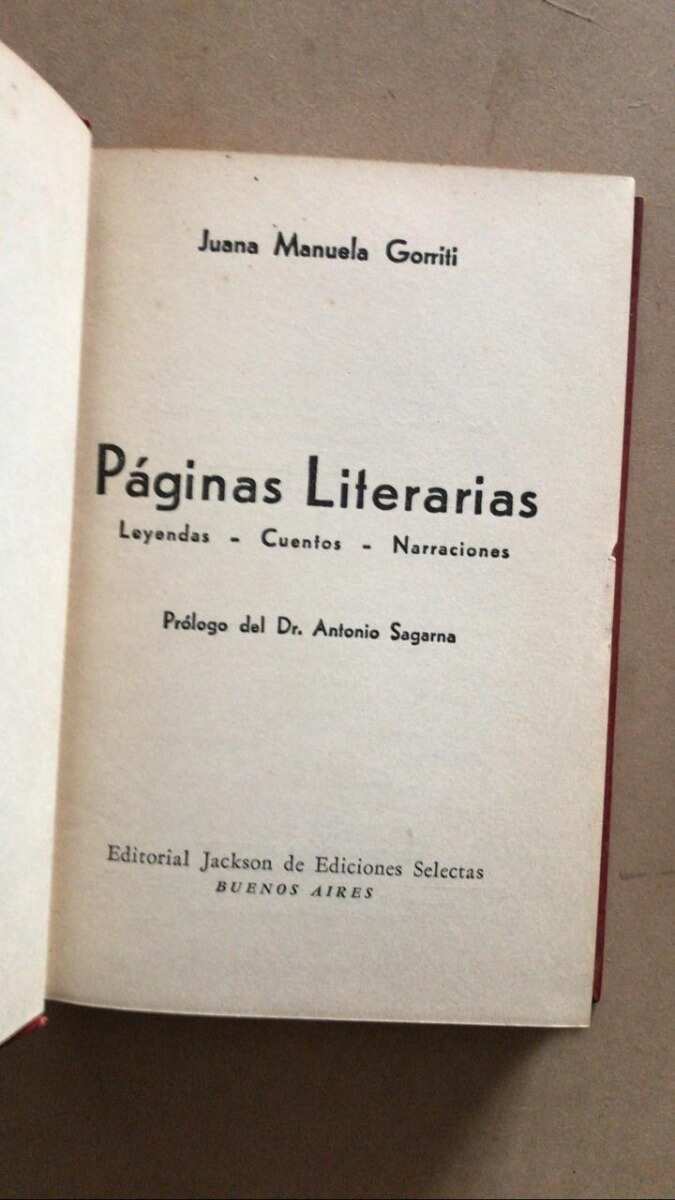 Juana Manuela Gorriti
Páginas Literarias
Leyendas - Cuentos - Narraciones
Prólogo del Dr. Antonio Sagarna
Editorial Jackson de Ediciones Selectas
BUENOS AIRES